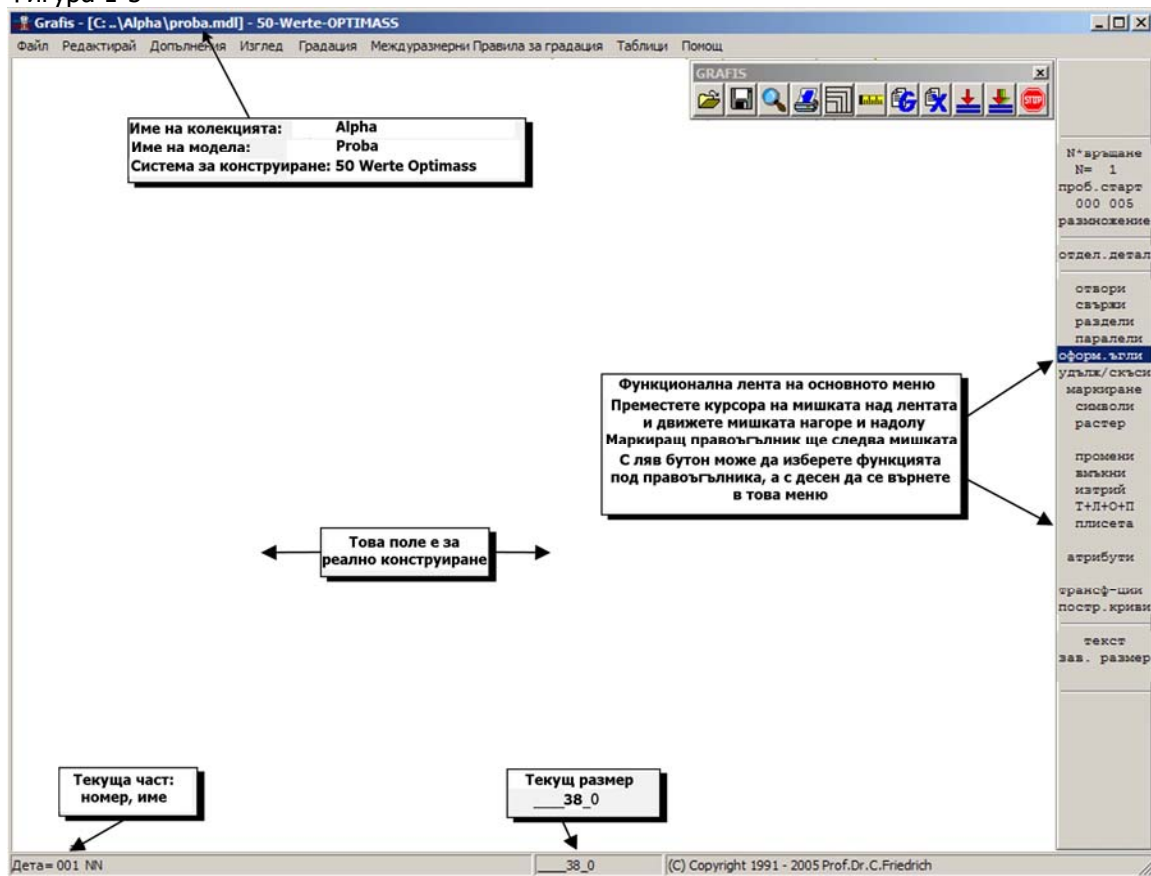 Фигура 1-3
Grafis - [C: ..\Alpha\proba.mdl] - 50-Werte-OPTIMASS
Файл Редактирай Допълнения Изглед Градация Междуразмерни Правила за градация Таблици Помощ
GRAFIS
STOP
Име на колекцията: Alpha
Име на модела: Proba
Система за конструиране: 50 Werte Optimass
N*връщане
N= 1
проб.старт
000 005
размножение
отдел.детал
отвори
свържи
раздели
паралели
оформ.ъгли
удълж/скъси
маркиране
символи
растер
промени
вмъкни
изтрий
Т+Л+О+П
плисета
атрибути
трансф-ции
постр.криви
текст
зав. размер
Функционална лента на основното меню
Преместете курсора на мишката над лентата
и движете мишката нагоре и надолу
Маркиращ правоъгълник ще следва мишката
С ляв бутон може да изберете функцията
под правоъгълника, а с десен да се върнете
в това меню
Това поле е за
реално конструиране
Текуща част:
номер, име
Текущ размер
____38_0
Дета= 001 NN
____38_0
(C) Copyright 1991 - 2005 Prof.Dr.C.Friedrich